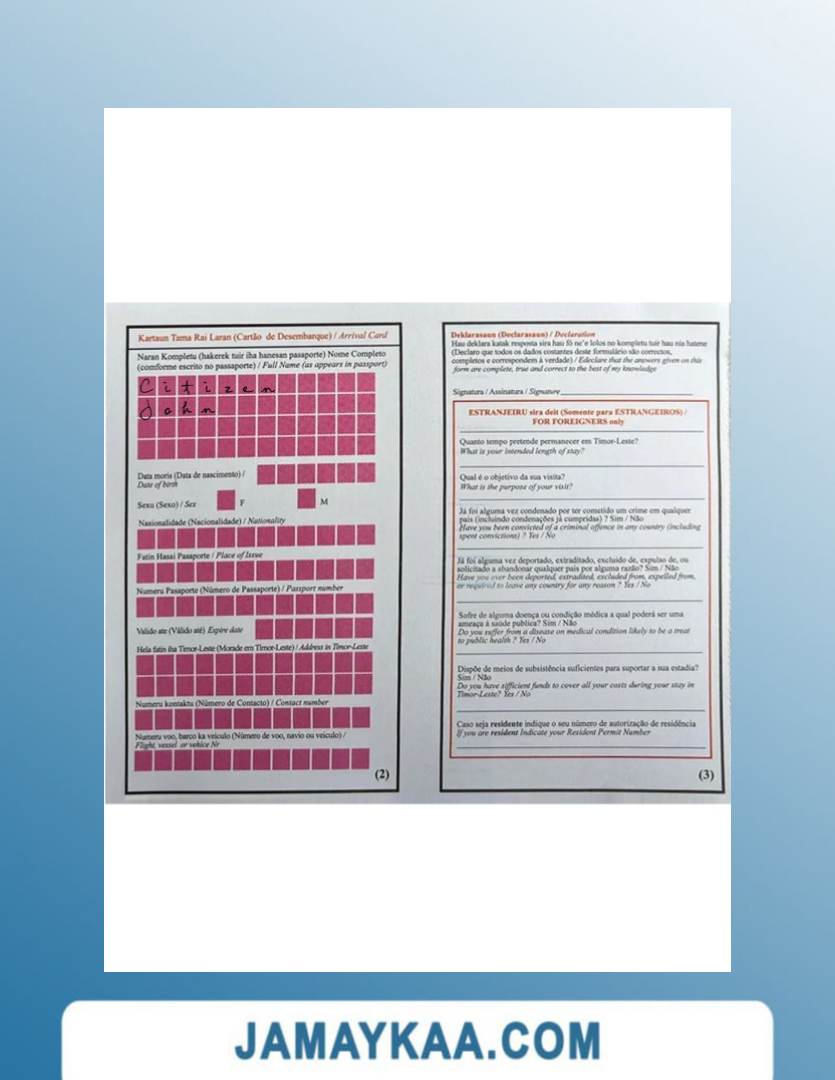 Kartaun Tama Rai Laran (Cartão de Desembarque) / Arrival Card
Naran Kompletu (hakerek tuir iha hanesan pasaporte) Nome Completo
(conforme escrito no passaporte) / Full Name (as appears in passport)
Citizen
John
Data moris (Data de nascimento) /
Date of birth
Sexu (Sexo) / Sex F M
Nasionalidade (Nacionalidade) / Nationality
Fatin Hasai Pasaporte / Place of Issue
Numeru Pasaporte (Número de Passaporte) / Passport number
Válido ate (Válido até) Expire date
Hela fatin iha Timor-Leste (Morade em Timor-Leste) / Address in Timor-Leste
Numeru kontaktu (Número de Contacto) / Contact number
Numeru voo, barco ka veiculo (Número de voo, navio ou veiculo) /
Flight, vessel or vehice Nr
(2)
Deklarasaun (Declarasaun) / Declaration
Hau deklara katak resposta sira hau fó ne'e lolos no kompletu tuir hau nia hatene
(Declaro que todos os dados costantes deste formulário são correctos,
completos e correspondem à verdade) / Edeclare that the answers given on this
form are complete, true and correct to the best of my knowladge
Signatura / Assinatura / Signature
ESTRANJEIRU sira deit (Somente para ESTRANGEIROS) /
FOR FOREIGNERS only
Quanto tempo pretende permanecer em Timor-Leste?
What is your intended length of stay?
Qual é o objetivo da sua visita?
What is the purpose of your visit?
Já foi alguma vez condenado por ter cometido um crime em qualquer
pais (incluindo condenações já cumpridas) ? Sim / Não
Have you been convicted of a criminal offence in any country (including
spent convictions) ? Yes / No
Já foi alguma vez deportado, extraditado, excluido de, expulso de, ou
solicitado a abandonar qualquer pais por alguma razão? Sim / Não
Have you ever been deported, extradited, excluded from, expelled from,
or required to leave any country for any reason ? Yes / No
Sofre de alguma doença ou condição médica a qual poderá ser uma
ameaça à saúde publica? Sim / Não
Do you suffer from a disease on medical condition likely to be a treat
to public health ? Yes / No
Dispõe de meios de subsistência suficientes para suportar a sua estadia?
Sim / Não
Do you have sifficient funds to cover all your costs during your stay in
Timor-Leste? Yes / No
Caso seja residente indique o seu número de autorização de residência
If you are resident Indicate your Resident Permit Number
(3)
JAMAYKAA.COM